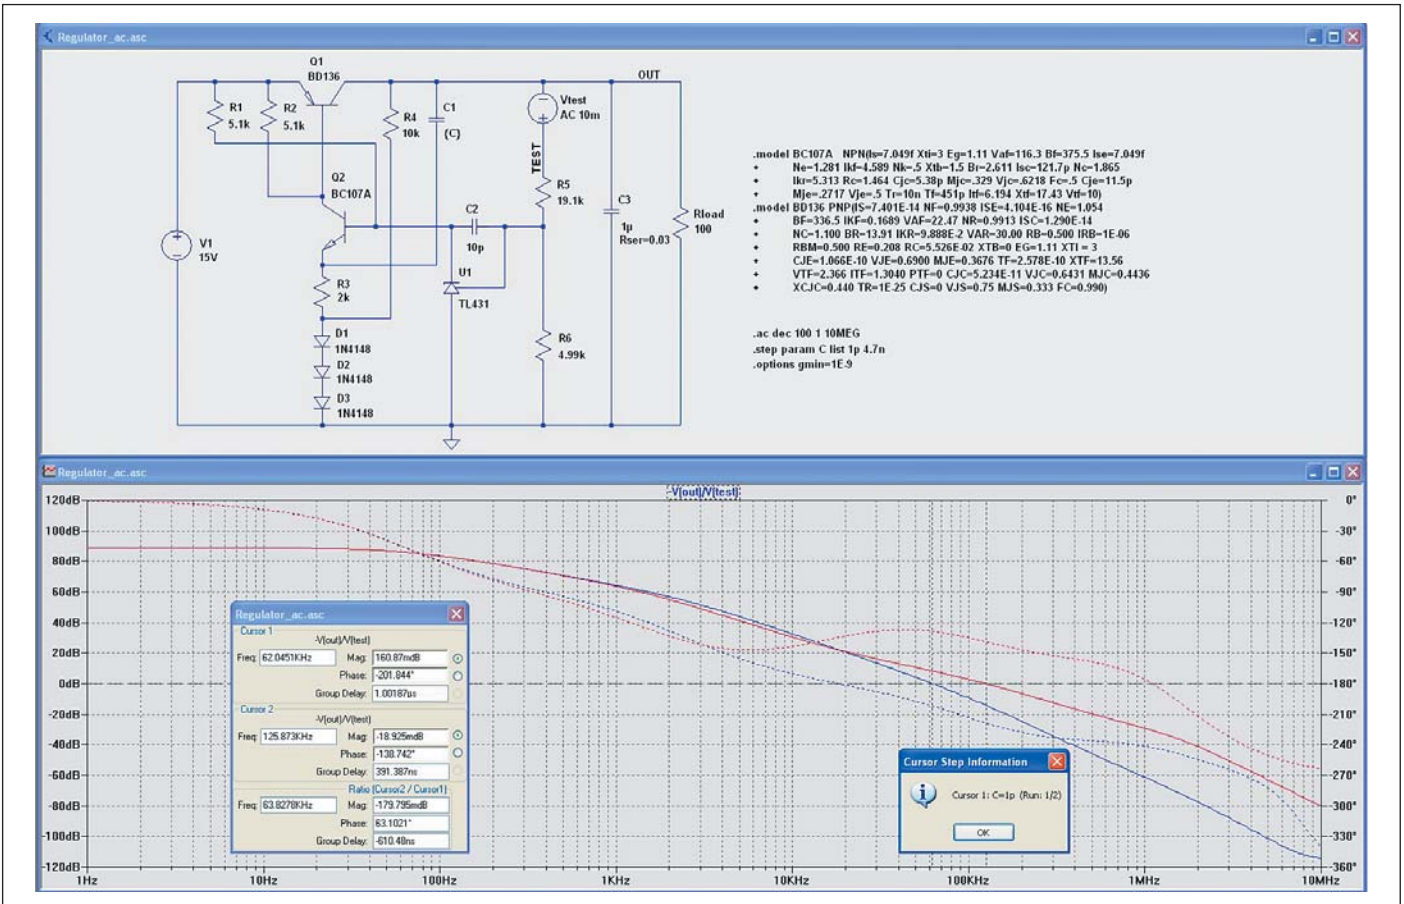 Regulator_ac.asc
Q1
BD136
OUT
R1
5.1k
R2
5.1k
R4
10k
C1
{C}
Vtest
AC 10m
TEST
Q2
BC107A
R5
19.1k
C2
10p
C3
1µ
Rser=0.03
Rload
100
V1
15V
R3
2k
U1
TL431
D1
1N4148
D2
1N4148
D3
1N4148
R6
4.99k
.model BC107A NPN(Is=7.049f Xti=3 Eg=1.11 Vaf=116.3 Bf=375.5 Ise=7.049f
+ Ne=1.281 Ikf=4.589 Nk=.5 Xtb=1.5 Br=2.611 Isc=121.7p Nc=1.865
+ Ikr=5.313 Rc=1.464 Cjc=5.38p Mjc=.329 Vjc=.6218 Fc=.5 Cje=11.5p
+ Mje=.2717 Vje=.5 Tr=10n Tf=451p Itf=6.194 Xtf=17.43 Vtf=10)
.model BD136 PNP(IS=7.401E-14 NF=0.9938 ISE=4.104E-16 NE=1.054
+ BF=336.5 IKF=0.1689 VAF=22.47 NR=0.9913 ISC=1.290E-14
+ NC=1.100 BR=13.91 IKR=9.888E-2 VAR=30.00 RB=0.500 IRB=1E-06
+ RBM=0.500 RE=0.208 RC=5.526E-02 XTB=0 EG=1.11 XTI = 3
+ CJE=1.066E-10 VJE=0.6900 MJE=0.3676 TF=2.578E-10 XTF=13.56
+ VTF=2.366 ITF=1.3040 PTF=0 CJC=5.234E-11 VJC=0.6431 MJC=0.4436
+ XCJC=0.440 TR=1E-25 CJS=0 VJS=0.75 MJS=0.333 FC=0.990)
.ac dec 100 1 10MEG
.step param C list 1p 4.7n
.options gmin=1E-9
Regulator_ac.asc
-V(out)/V(test)
120dB
100dB
80dB
60dB
40dB
20dB
0dB
-20dB
-40dB
-60dB
-80dB
-100dB
-120dB
0°
-30°
-60°
-90°
-120°
-150°
-180°
-210°
-240°
-270°
-300°
-330°
-360°
1Hz
10Hz
100Hz
1KHz
10KHz
100KHz
1MHz
10MHz
Regulator_ac.asc
Cursor 1
-V(out)/V(test)
Freq: 62.0451KHz Mag: 160.87mdB
Phase: -201.844°
Group Delay: 1.00187µs
Cursor 2
-V(out)/V(test)
Freq: 125.873KHz Mag: -18.925mdB
Phase: -138.742°
Group Delay: 391.387ns
Ratio (Cursor2 / Cursor1)
Freq: 63.8278KHz Mag: -179.795mdB
Phase: 63.1021°
Group Delay: -610.48ns
Cursor Step Information
Cursor 1: C=1p (Run: 1/2)
OK